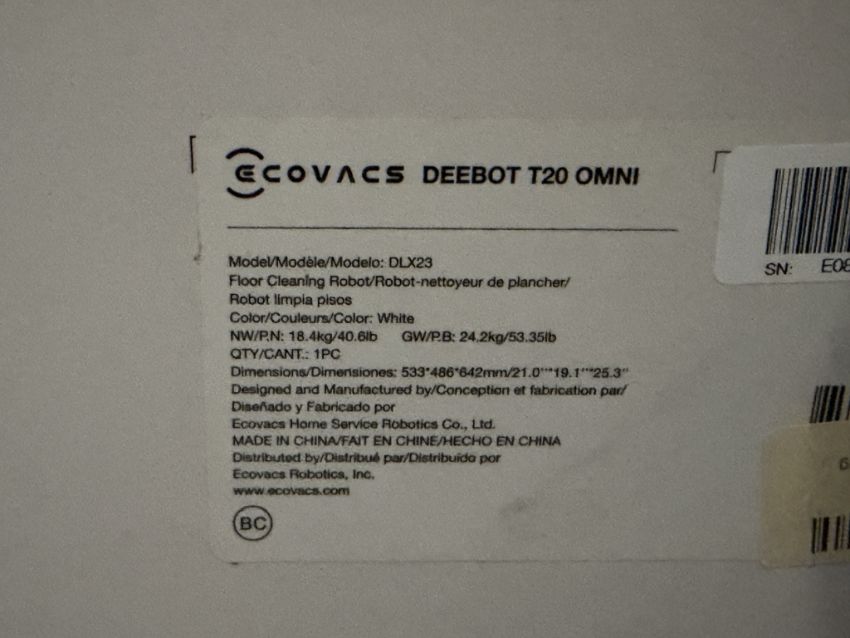 ECOVACS DEEBOT T20 OMNI
Model/Modèle/Modelo: DLX23
Floor Cleaning Robot/Robot-nettoyeur de plancher/
Robot limpia pisos
Color/Couleurs/Color: White
NW/P.N: 18.4kg/40.6lb GW/P.B: 24.2kg/53.35lb
QTY/CANT.: 1PC
Dimensions/Dimensiones: 533*486*642mm/21.0"*19.1"*25.3"
Designed and Manufactured by/Conception et fabrication par/
Diseñado y Fabricado por
Ecovacs Home Service Robotics Co., Ltd.
MADE IN CHINA/FAIT EN CHINE/HECHO EN CHINA
Distributed by/Distribué par/Distribuido por
Ecovacs Robotics, Inc.
www.ecovacs.com
BC
SN: E08